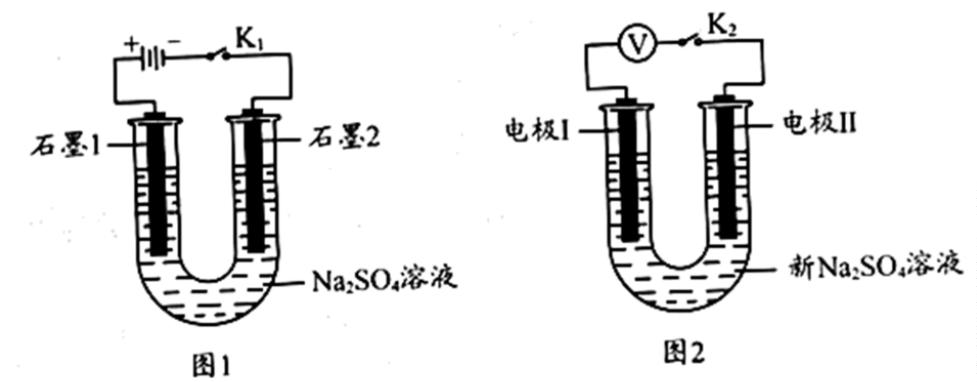 + − K₁
石墨1
石墨2
Na₂SO₄溶液
图1
V K₂
电极I
电极II
新Na₂SO₄溶液
图2